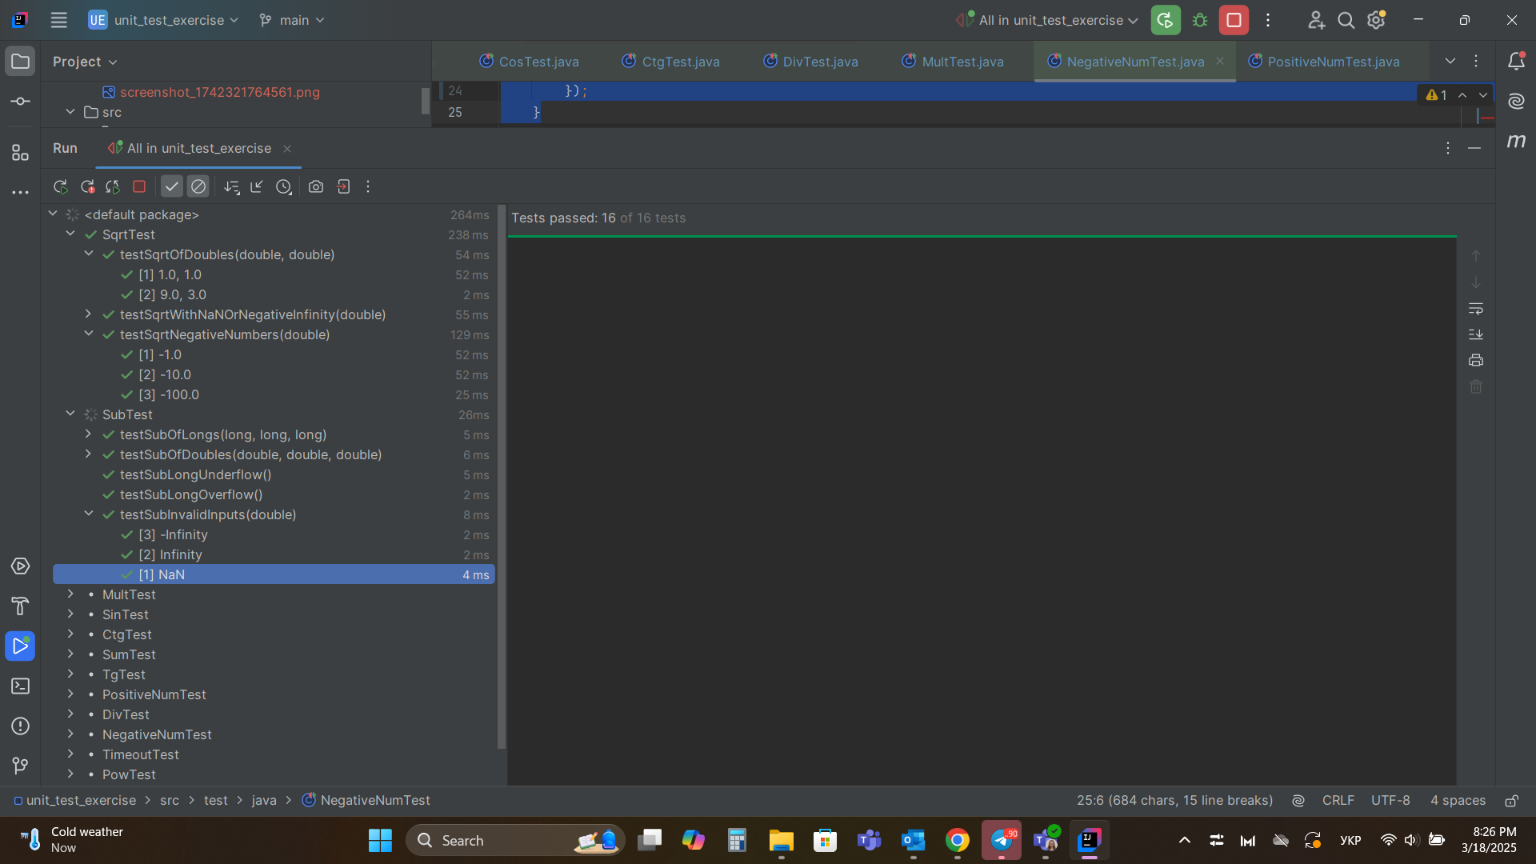 UE unit_test_exercise main All in unit_test_exercise
Project CosTest.java CtgTest.java DivTest.java MultTest.java NegativeNumTest.java PositiveNumTest.java
screenshot_1742321764561.png 24 }); 1
src 25 }
Run All in unit_test_exercise
<default package> 264ms Tests passed: 16 of 16 tests
SqrtTest 238 ms
testSqrtOfDoubles(double, double) 54 ms
[1] 1.0, 1.0 52 ms
[2] 9.0, 3.0 2 ms
testSqrtWithNaNOrNegativeInfinity(double) 55 ms
testSqrtNegativeNumbers(double) 129 ms
[1] -1.0 52 ms
[2] -10.0 52 ms
[3] -100.0 25 ms
SubTest 26ms
testSubOfLongs(long, long, long) 5 ms
testSubOfDoubles(double, double, double) 6 ms
testSubLongUnderflow() 5 ms
testSubLongOverflow() 2 ms
testSubInvalidInputs(double) 8 ms
[3] -Infinity 2 ms
[2] Infinity 2 ms
[1] NaN 4 ms
MultTest
SinTest
CtgTest
SumTest
TgTest
PositiveNumTest
DivTest
NegativeNumTest
TimeoutTest
PowTest
unit_test_exercise > src > test > java > NegativeNumTest 25:6 (684 chars, 15 line breaks) CRLF UTF-8 4 spaces
Cold weather
Now
Search
90
УКР
8:26 PM
3/18/2025